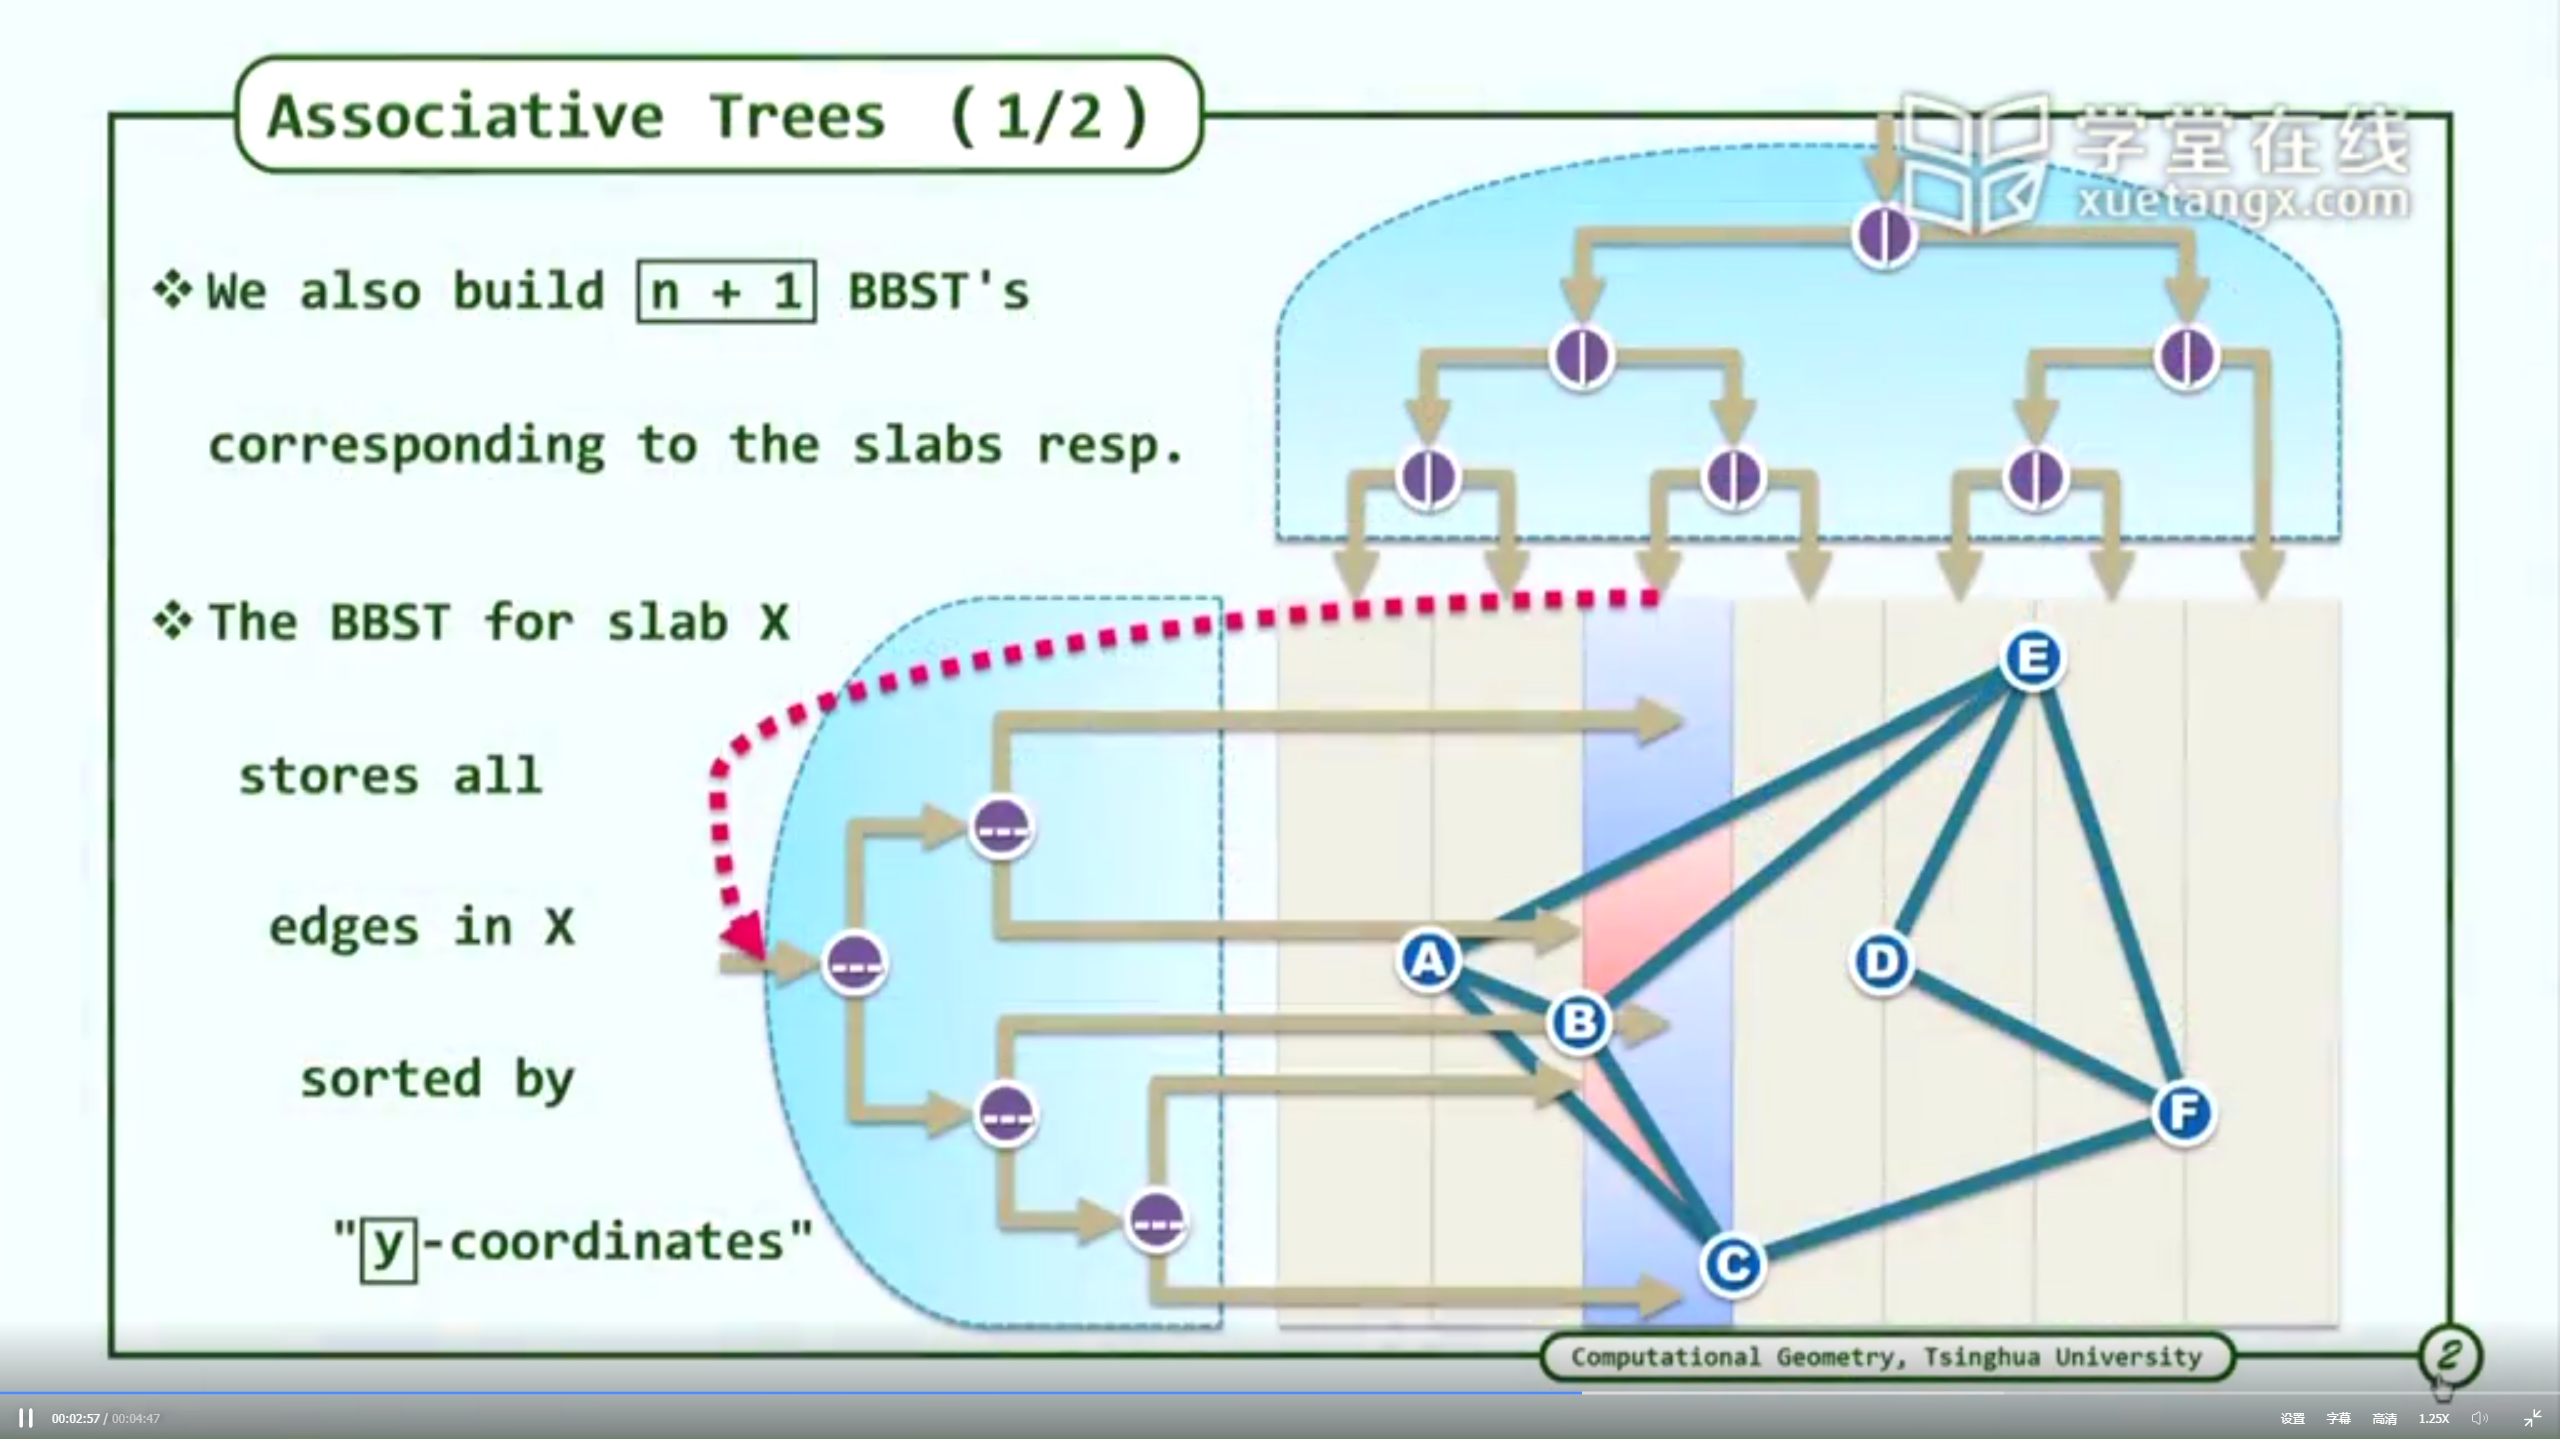 Associative Trees (1/2)
学堂在线
xuetangx.com
❖We also build n + 1 BBST's
corresponding to the slabs resp.
❖The BBST for slab X
stores all
edges in X
sorted by
"y-coordinates"
E
A
D
B
F
C
Computational Geometry, Tsinghua University
2
00:02:57 / 00:04:47
设置 字幕 高清 1.25X